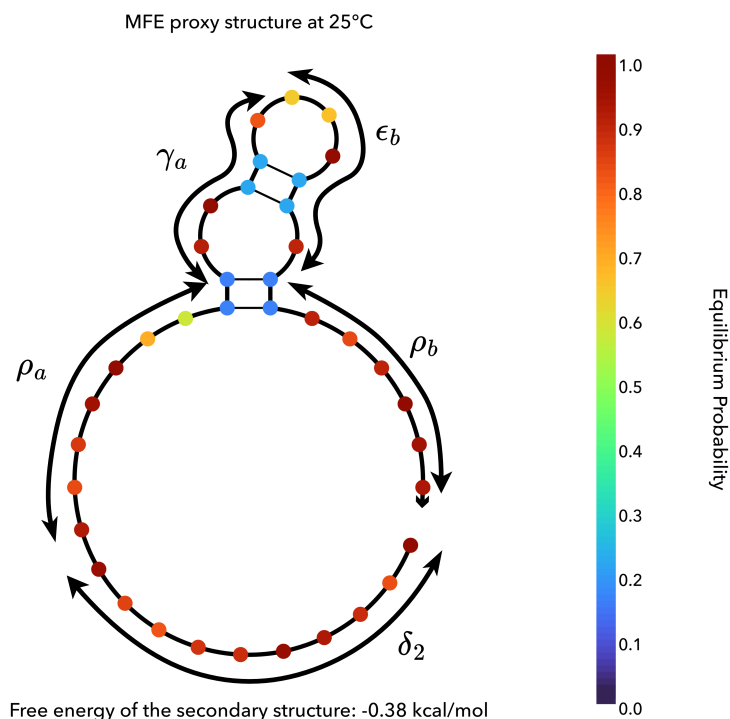 MFE proxy structure at 25°C
γₐ
ϵ_b
ρₐ
ρ_b
δ₂
1.0
0.9
0.8
0.7
0.6
0.5
0.4
0.3
0.2
0.1
0.0
Equilibrium Probability
Free energy of the secondary structure: -0.38 kcal/mol